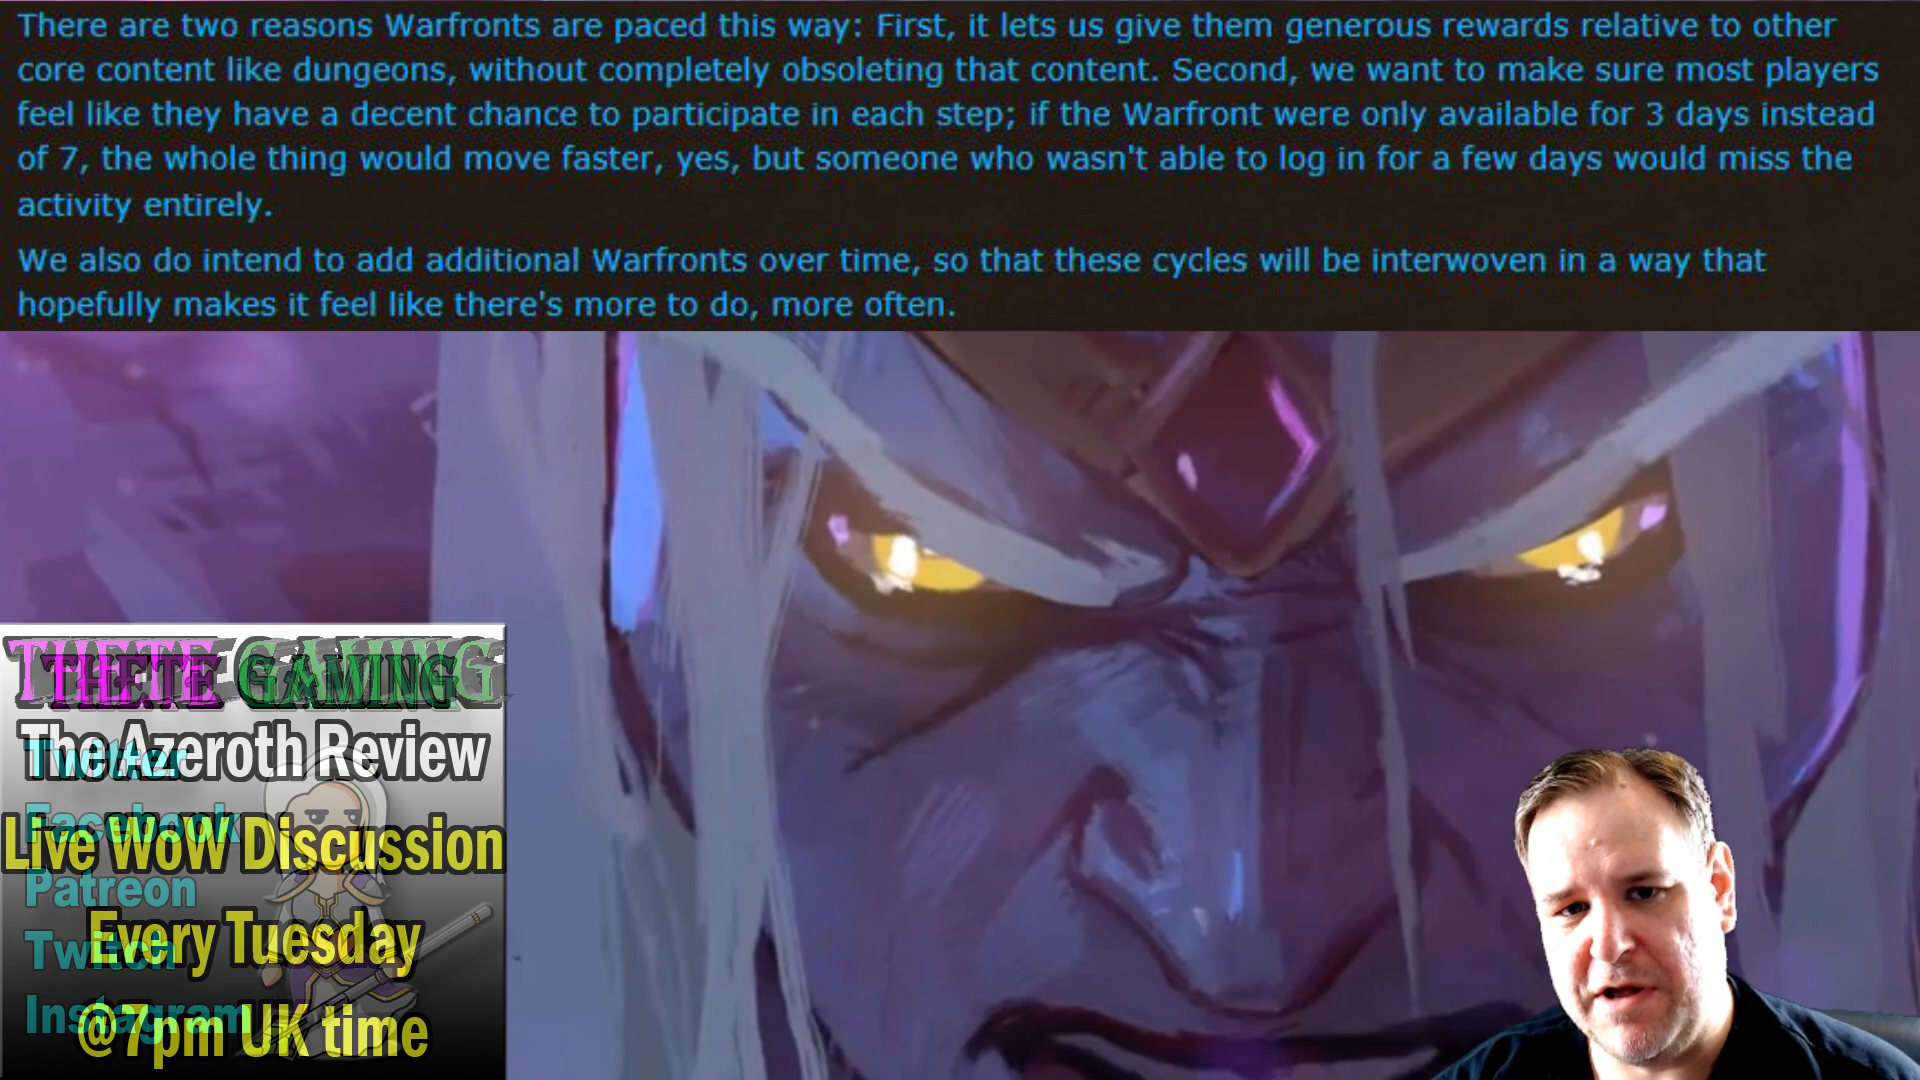 There are two reasons Warfronts are paced this way: First, it lets us give them generous rewards relative to other
core content like dungeons, without completely obsoleting that content. Second, we want to make sure most players
feel like they have a decent chance to participate in each step; if the Warfront were only available for 3 days instead
of 7, the whole thing would move faster, yes, but someone who wasn't able to log in for a few days would miss the
activity entirely.
We also do intend to add additional Warfronts over time, so that these cycles will be interwoven in a way that
hopefully makes it feel like there's more to do, more often.
THETE GAMING
The Azeroth Review
Twitter
Facebook
Live WoW Discussion
Patreon
Every Tuesday
Twitch
Instagram
@7pm UK time